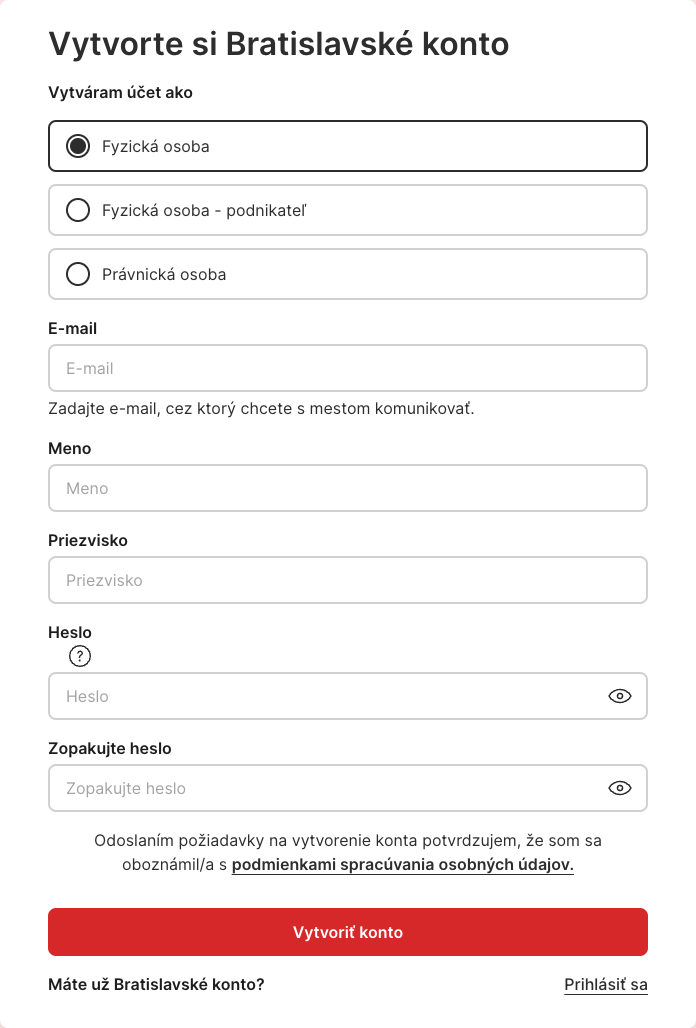 Vytvorte si Bratislavské konto
Vytváram účet ako
Fyzická osoba
Fyzická osoba - podnikateľ
Právnická osoba
E-mail
E-mail
Zadajte e-mail, cez ktorý chcete s mestom komunikovať.
Meno
Meno
Priezvisko
Priezvisko
Heslo
?
Heslo
Zopakujte heslo
Zopakujte heslo
Odoslaním požiadavky na vytvorenie konta potvrdzujem, že som sa
oboznámil/a s podmienkami spracúvania osobných údajov.
Vytvoriť konto
Máte už Bratislavské konto? Prihlásiť sa